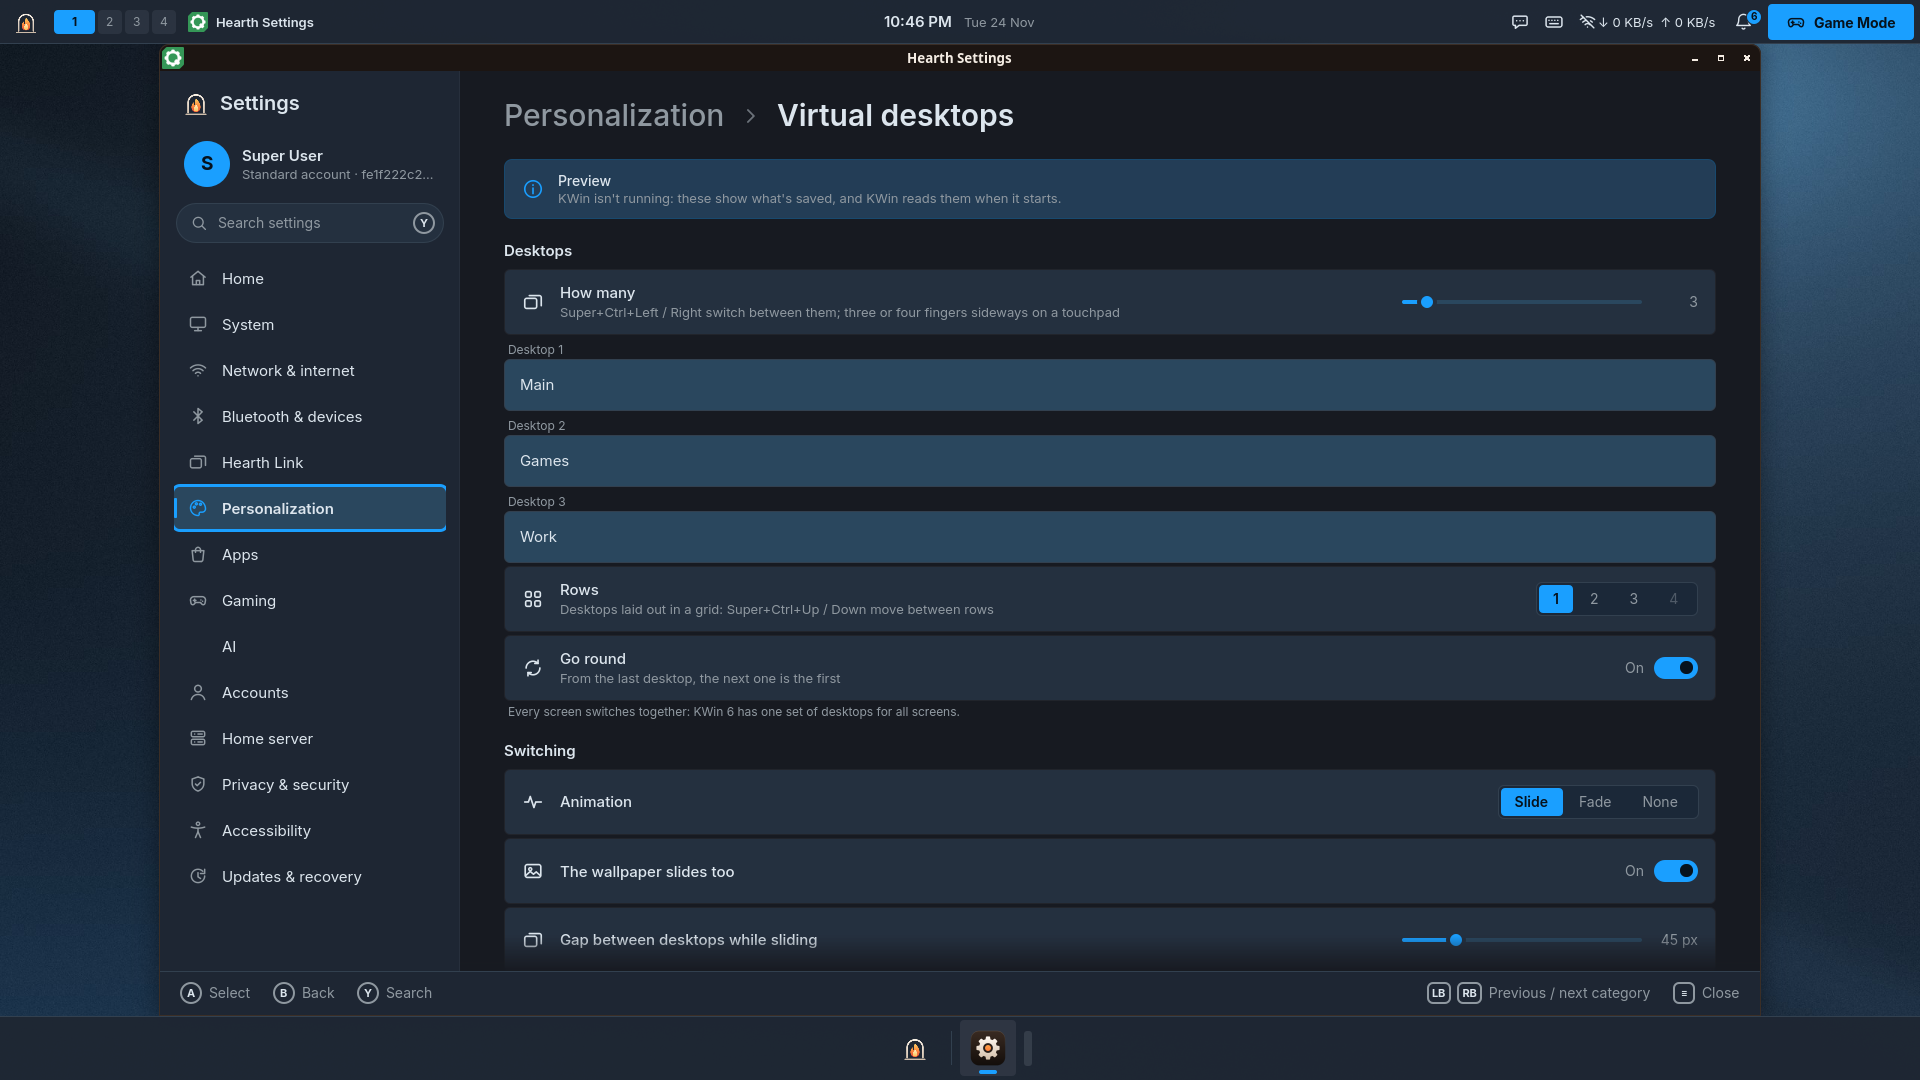 1 2 3 4 Hearth Settings
10:46 PM Tue 24 Nov
0 KB/s 0 KB/s 6 Game Mode
Hearth Settings
Settings
S
Super User
Standard account · fe1f222c2...
Search settings Y
Home
System
Network & internet
Bluetooth & devices
Hearth Link
Personalization
Apps
Gaming
AI
Accounts
Home server
Privacy & security
Accessibility
Updates & recovery
Personalization > Virtual desktops
Preview
KWin isn't running: these show what's saved, and KWin reads them when it starts.
Desktops
How many
Super+Ctrl+Left / Right switch between them; three or four fingers sideways on a touchpad
3
Desktop 1
Main
Desktop 2
Games
Desktop 3
Work
Rows
Desktops laid out in a grid: Super+Ctrl+Up / Down move between rows
1 2 3 4
Go round
From the last desktop, the next one is the first
On
Every screen switches together: KWin 6 has one set of desktops for all screens.
Switching
Animation
Slide Fade None
The wallpaper slides too
On
Gap between desktops while sliding
45 px
A Select B Back Y Search
LB RB Previous / next category ≡ Close